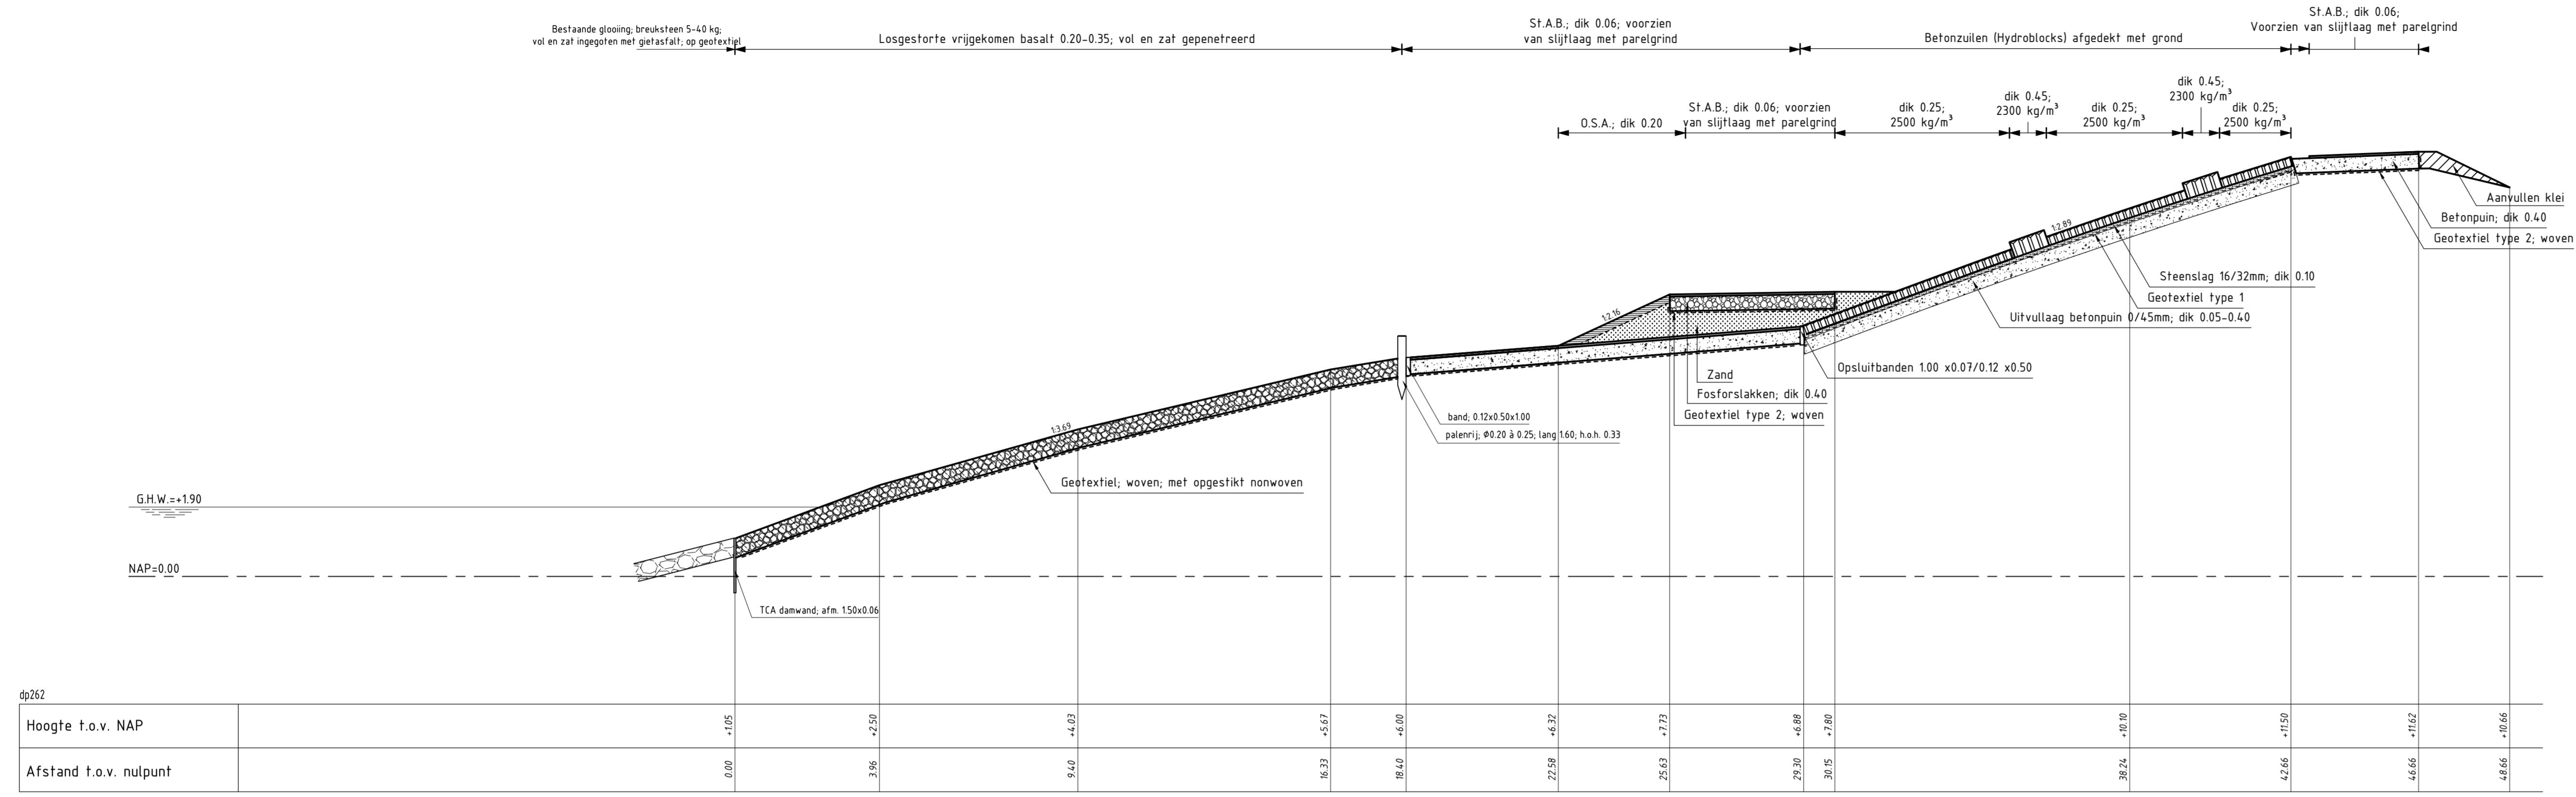 Bestaande glooiing; breuksteen 5-40 kg;
vol en zat ingegoten met gietasfalt; op geotextiel
Losgestorte vrijgekomen basalt 0.20-0.35; vol en zat gepenetreerd
St.A.B.; dik 0.06; voorzien
van slijtlaag met parelgrind
Betonzuilen (Hydroblocks) afgedekt met grond
St.A.B.; dik 0.06;
Voorzien van slijtlaag met parelgrind
O.S.A.; dik 0.20
St.A.B.; dik 0.06; voorzien
van slijtlaag met parelgrind
dik 0.25;
2500 kg/m³
dik 0.45;
2300 kg/m³
dik 0.25;
2500 kg/m³
dik 0.45;
2300 kg/m³
dik 0.25;
2500 kg/m³
Aanvullen klei
Betonpuin; dik 0.40
Geotextiel type 2; woven
1:2.89
Steenslag 16/32mm; dik 0.10
Geotextiel type 1
Uitvullaag betonpuin 0/45mm; dik 0.05-0.40
1:2.16
Opsluitbanden 1.00 x0.07/0.12 x0.50
Zand
Fosforslakken; dik 0.40
Geotextiel type 2; woven
band; 0.12x0.50x1.00
palenrij; Ø0.20 à 0.25; lang 1.60; h.o.h. 0.33
1:3.69
Geotextiel; woven; met opgestikt nonwoven
G.H.W.=+1.90
NAP=0.00
TCA damwand; afm. 1.50x0.06
dp262
Hoogte t.o.v. NAP +1.05 +2.50 +4.03 +5.67 +6.00 +6.32 +7.73 +6.88 +7.80 +10.10 +11.50 +11.62 +10.66
Afstand t.o.v. nulpunt 0.00 3.96 9.40 16.33 18.40 22.58 25.63 29.30 30.15 38.24 42.66 46.66 48.66